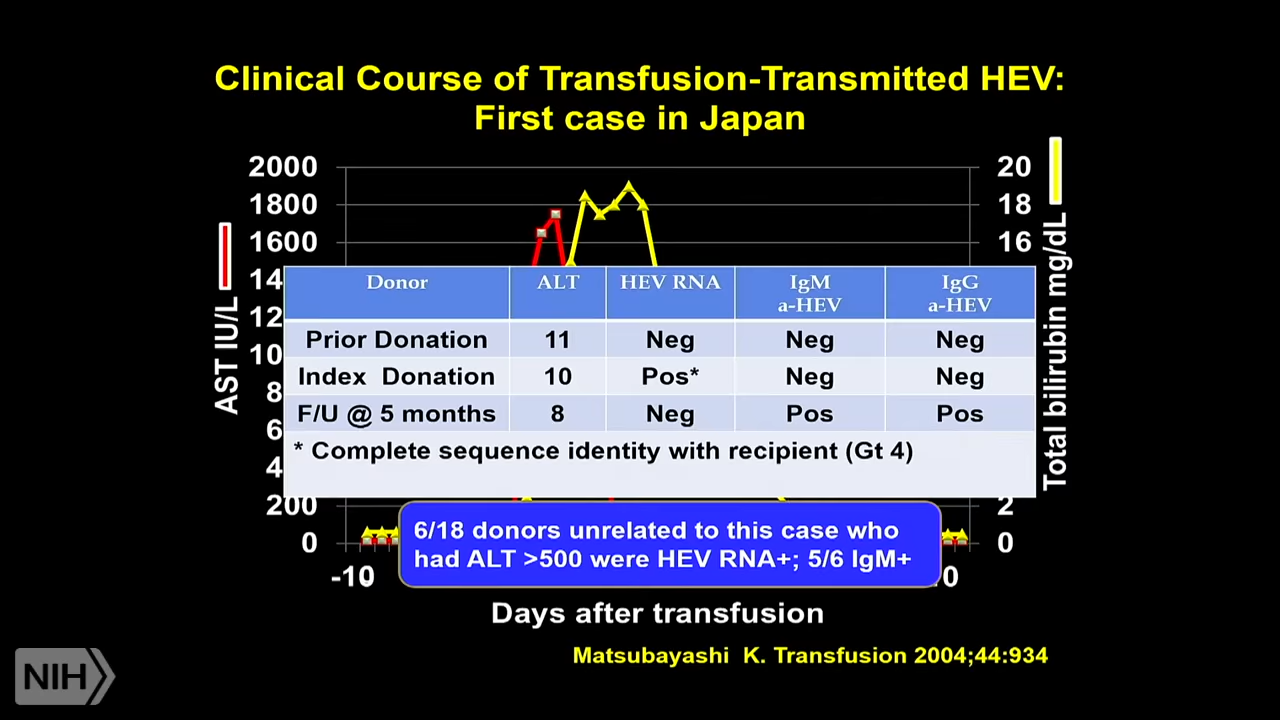 Clinical Course of Transfusion-Transmitted HEV:
First case in Japan
2000
1800
1600
14
12
10
8
6
4
200
0
AST IU/L
20
18
16
2
0
Total bilirubin mg/dL
Donor ALT HEV RNA IgM a-HEV IgG a-HEV
Prior Donation 11 Neg Neg Neg
Index Donation 10 Pos* Neg Neg
F/U @ 5 months 8 Neg Pos Pos
* Complete sequence identity with recipient (Gt 4)
6/18 donors unrelated to this case who
had ALT >500 were HEV RNA+; 5/6 IgM+
-10
Days after transfusion
Matsubayashi K. Transfusion 2004;44:934
NIH